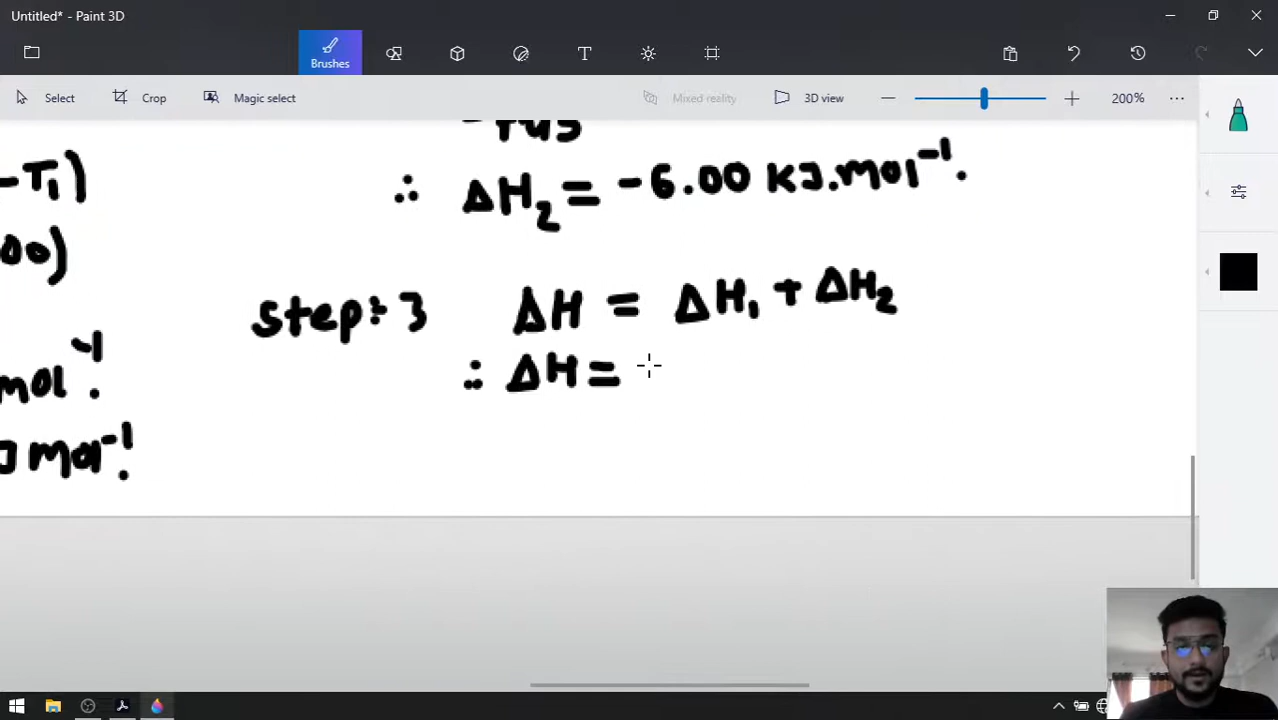 Untitled* - Paint 3D
Brushes
Select Crop Magic select Mixed reality 3D view 200%
- fus
-T₁)
∴ ΔH₂ = -6.00 KJ.mol⁻¹.
00)
step:- 3 ΔH = ΔH₁ + ΔH₂
∴ ΔH =
mol⁻¹.
J mol⁻¹.